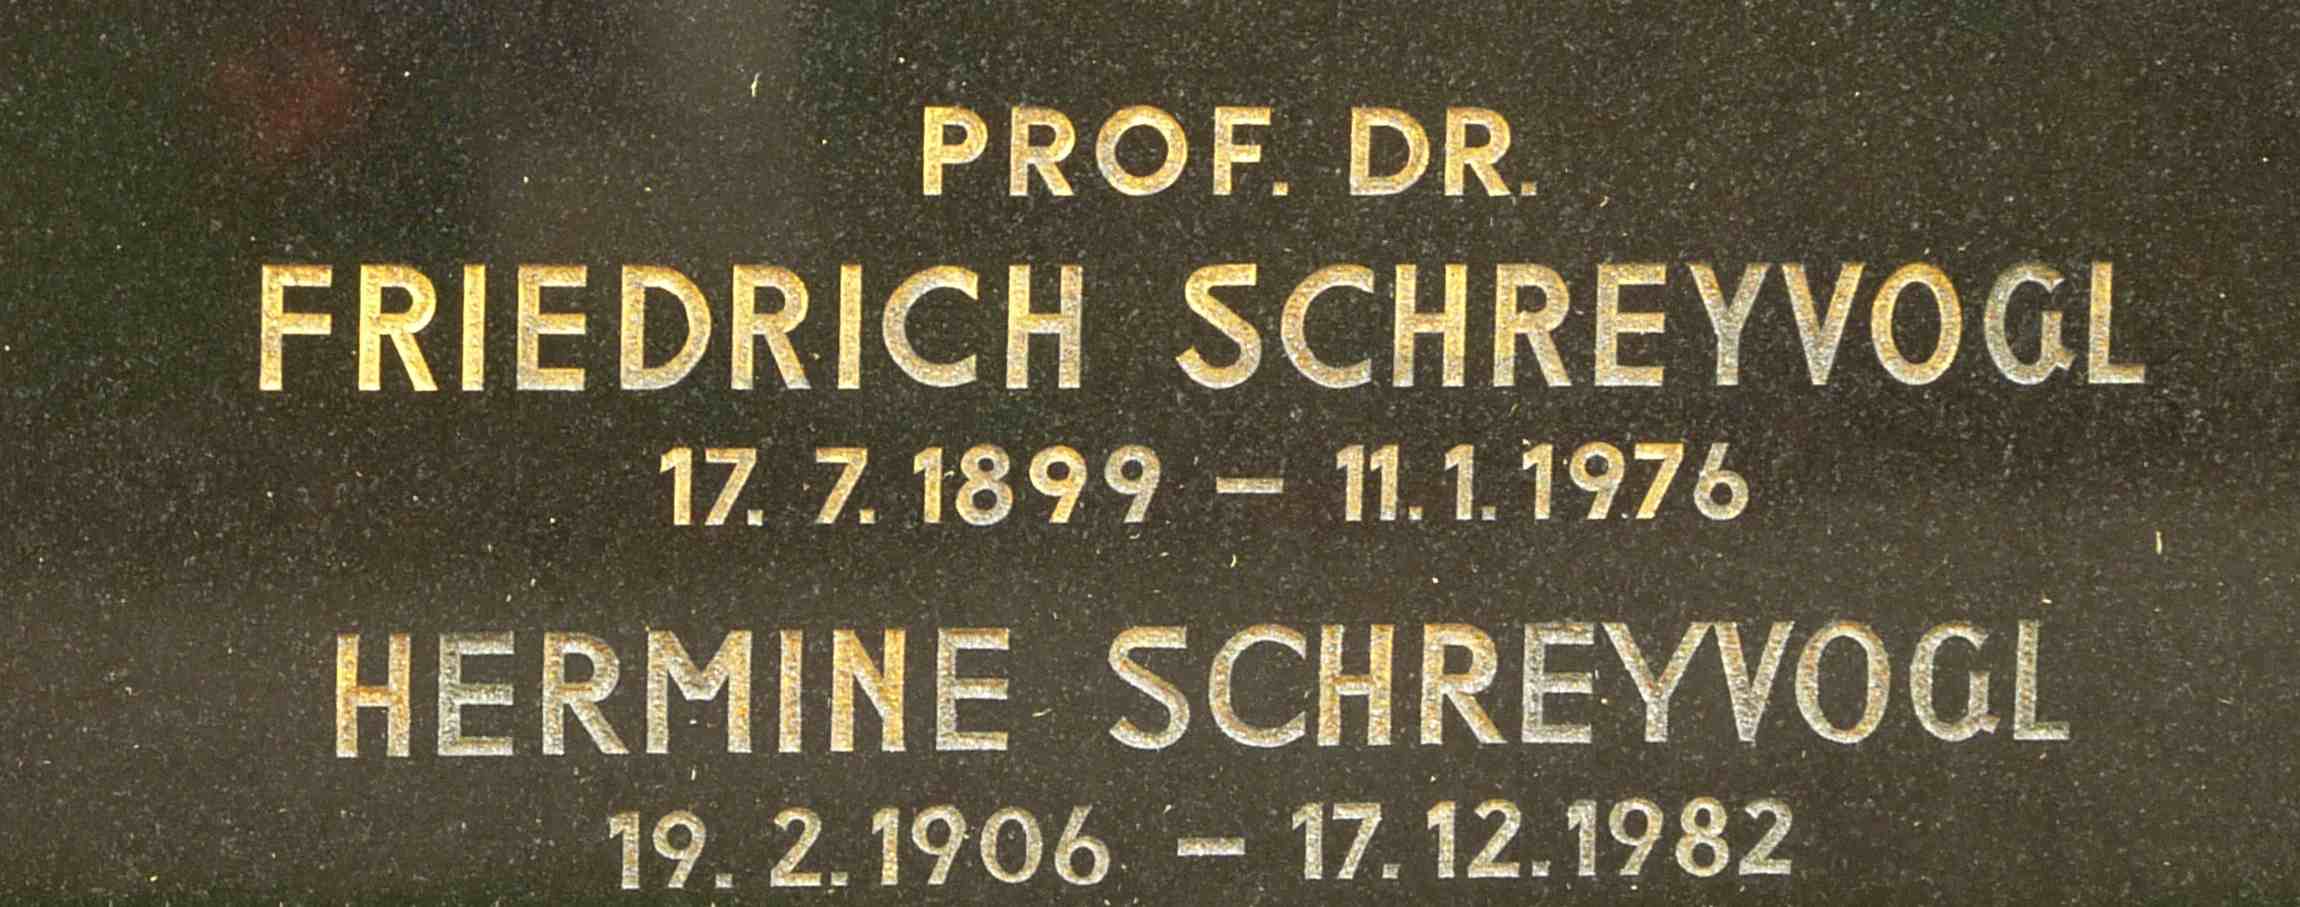 PROF. DR.
FRIEDRICH SCHREYVOGL
17. 7. 1899 – 11. 1. 1976
HERMINE SCHREYVOGL
19. 2. 1906 – 17. 12. 1982